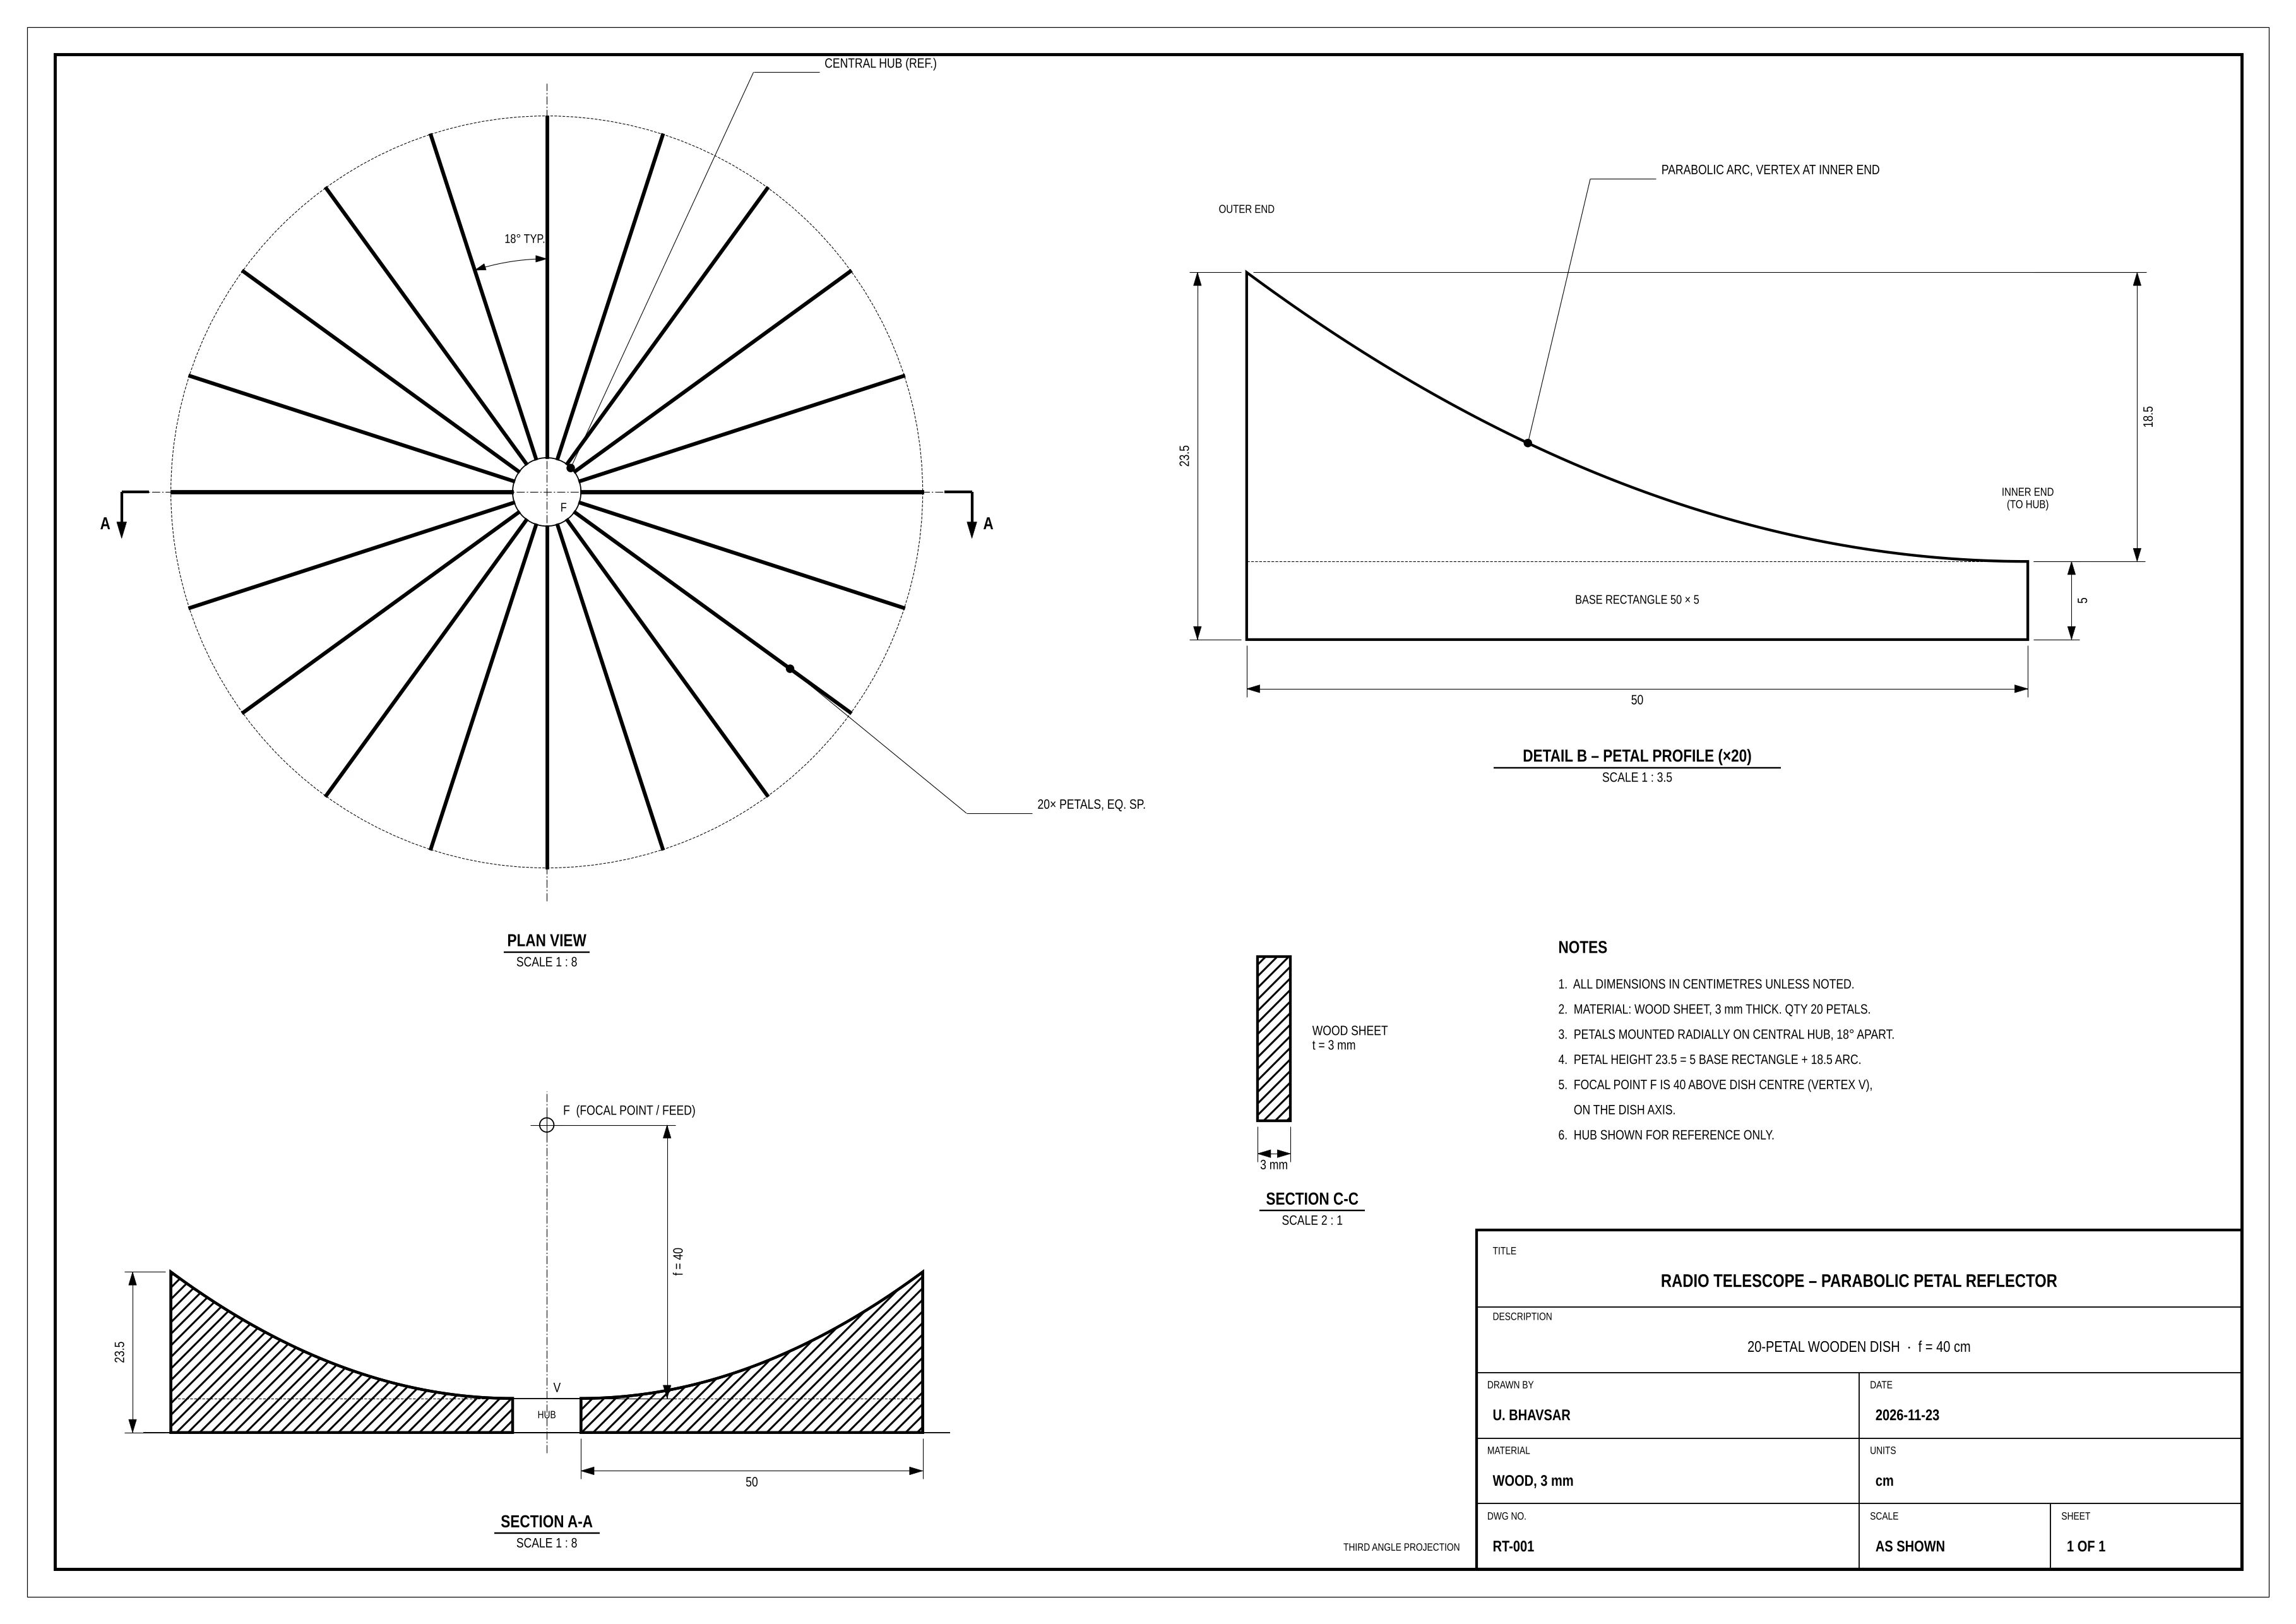 CENTRAL HUB (REF.)
18° TYP.
F
A
A
20× PETALS, EQ. SP.
PLAN VIEW
SCALE 1 : 8
PARABOLIC ARC, VERTEX AT INNER END
OUTER END
23.5
18.5
INNER END
(TO HUB)
BASE RECTANGLE 50 × 5
5
50
DETAIL B – PETAL PROFILE (×20)
SCALE 1 : 3.5
F (FOCAL POINT / FEED)
f = 40
23.5
V
HUB
50
SECTION A-A
SCALE 1 : 8
WOOD SHEET
t = 3 mm
3 mm
SECTION C-C
SCALE 2 : 1
NOTES
1. ALL DIMENSIONS IN CENTIMETRES UNLESS NOTED.
2. MATERIAL: WOOD SHEET, 3 mm THICK. QTY 20 PETALS.
3. PETALS MOUNTED RADIALLY ON CENTRAL HUB, 18° APART.
4. PETAL HEIGHT 23.5 = 5 BASE RECTANGLE + 18.5 ARC.
5. FOCAL POINT F IS 40 ABOVE DISH CENTRE (VERTEX V),
ON THE DISH AXIS.
6. HUB SHOWN FOR REFERENCE ONLY.
THIRD ANGLE PROJECTION
TITLE
RADIO TELESCOPE – PARABOLIC PETAL REFLECTOR
DESCRIPTION
20-PETAL WOODEN DISH · f = 40 cm
DRAWN BY
U. BHAVSAR
DATE
2026-11-23
MATERIAL
WOOD, 3 mm
UNITS
cm
DWG NO.
RT-001
SCALE
AS SHOWN
SHEET
1 OF 1